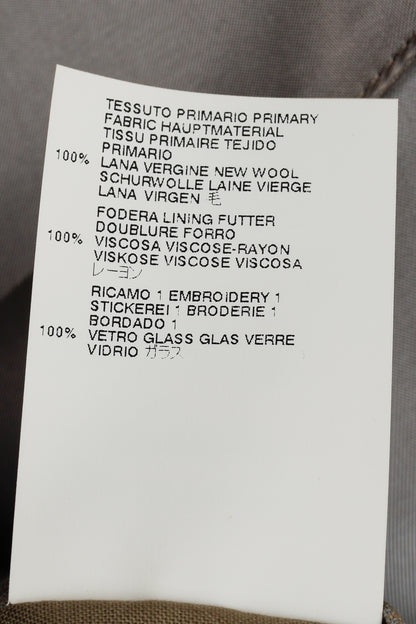 TESSUTO PRIMARIO PRIMARY
FABRIC HAUPTMATERIAL
TISSU PRIMAIRE TEJIDO
PRIMARIO
100% LANA VERGINE NEW WOOL
SCHURWOLLE LAINE VIERGE
LANA VIRGEN 毛
FODERA LINING FUTTER
DOUBLURE FORRO
100% VISCOSA VISCOSE-RAYON
VISKOSE VISCOSE VISCOSA
レーヨン
RICAMO 1 EMBROIDERY 1
STICKEREI 1 BRODERIE 1
BORDADO 1
100% VETRO GLASS GLAS VERRE
VIDRIO ガラス